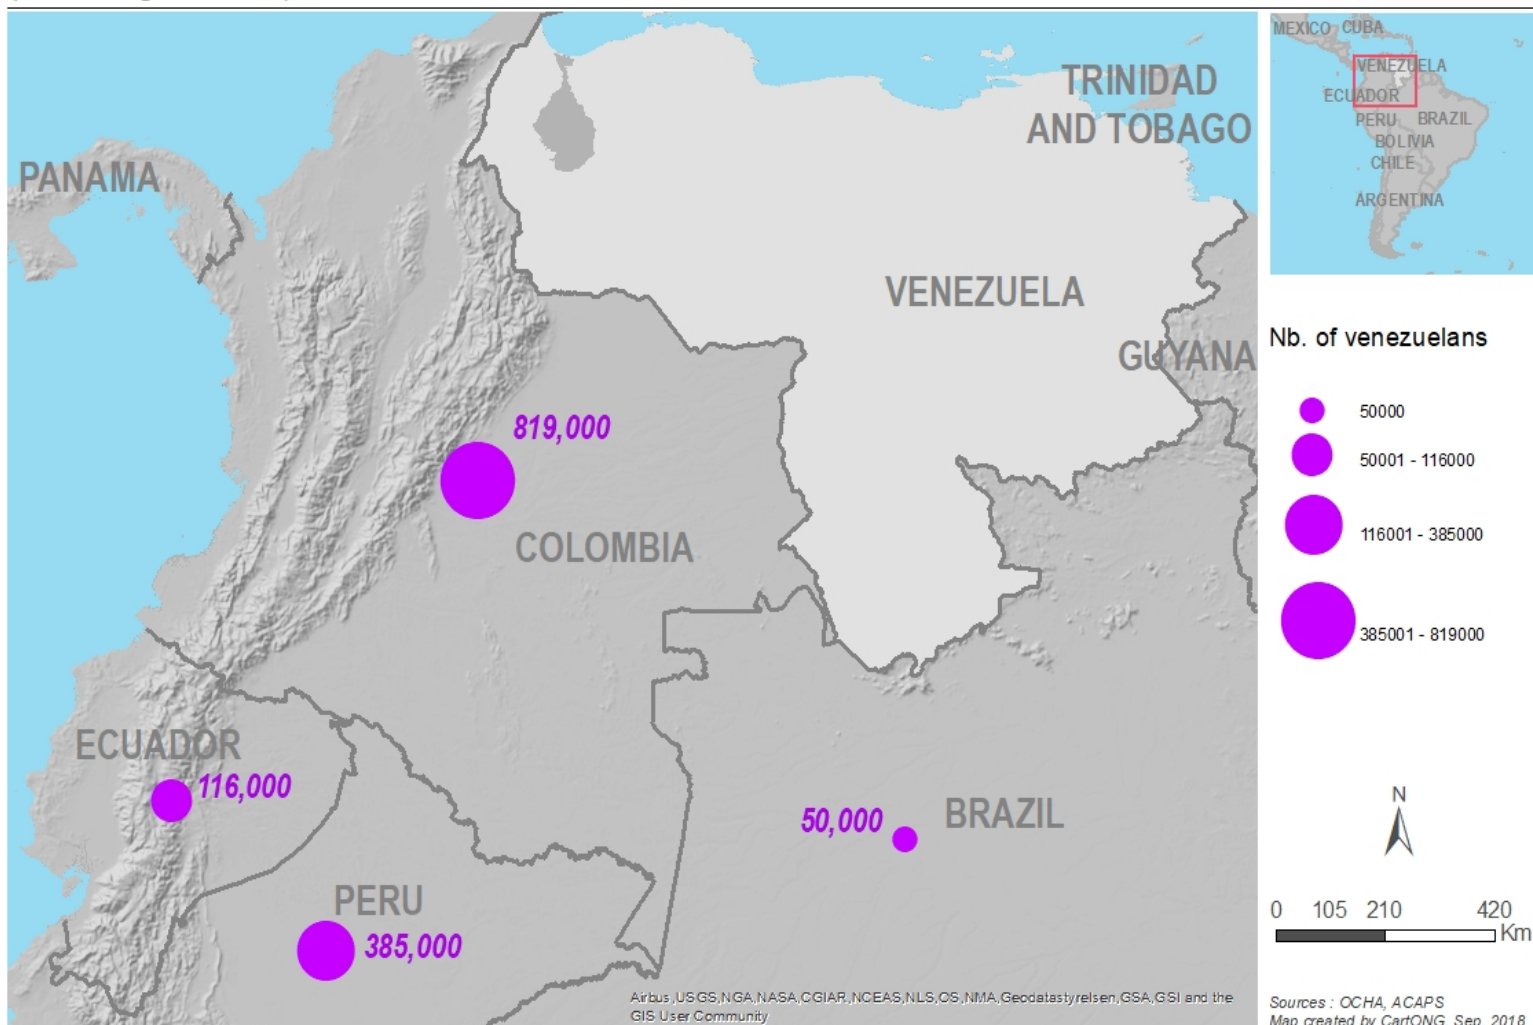 PANAMA
TRINIDAD
AND TOBAGO
VENEZUELA
GUYANA
819,000
COLOMBIA
ECUADOR
116,000
50,000
BRAZIL
PERU
385,000
Airbus,USGS,NGA,NASA,CGIAR,NCEAS,NLS,OS,NMA,Geodatastyrelsen,GSA,GSI and the
GIS User Community
MEXICO CUBA
VENEZUELA
ECUADOR
PERU BRAZIL
BOLIVIA
CHILE
ARGENTINA
Nb. of venezuelans
50000
50001 - 116000
116001 - 385000
385001 - 819000
N
0 105 210 420
Km
Sources : OCHA, ACAPS
Map created by CartONG, Sep. 2018